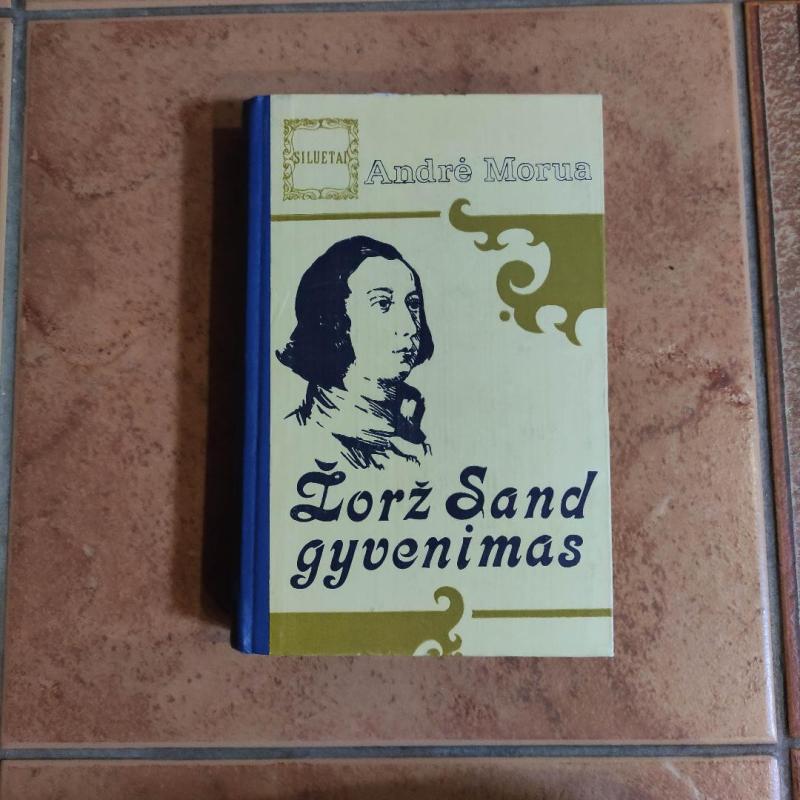 SILUETAI
Andrė Morua
Žorž Sand
gyvenimas